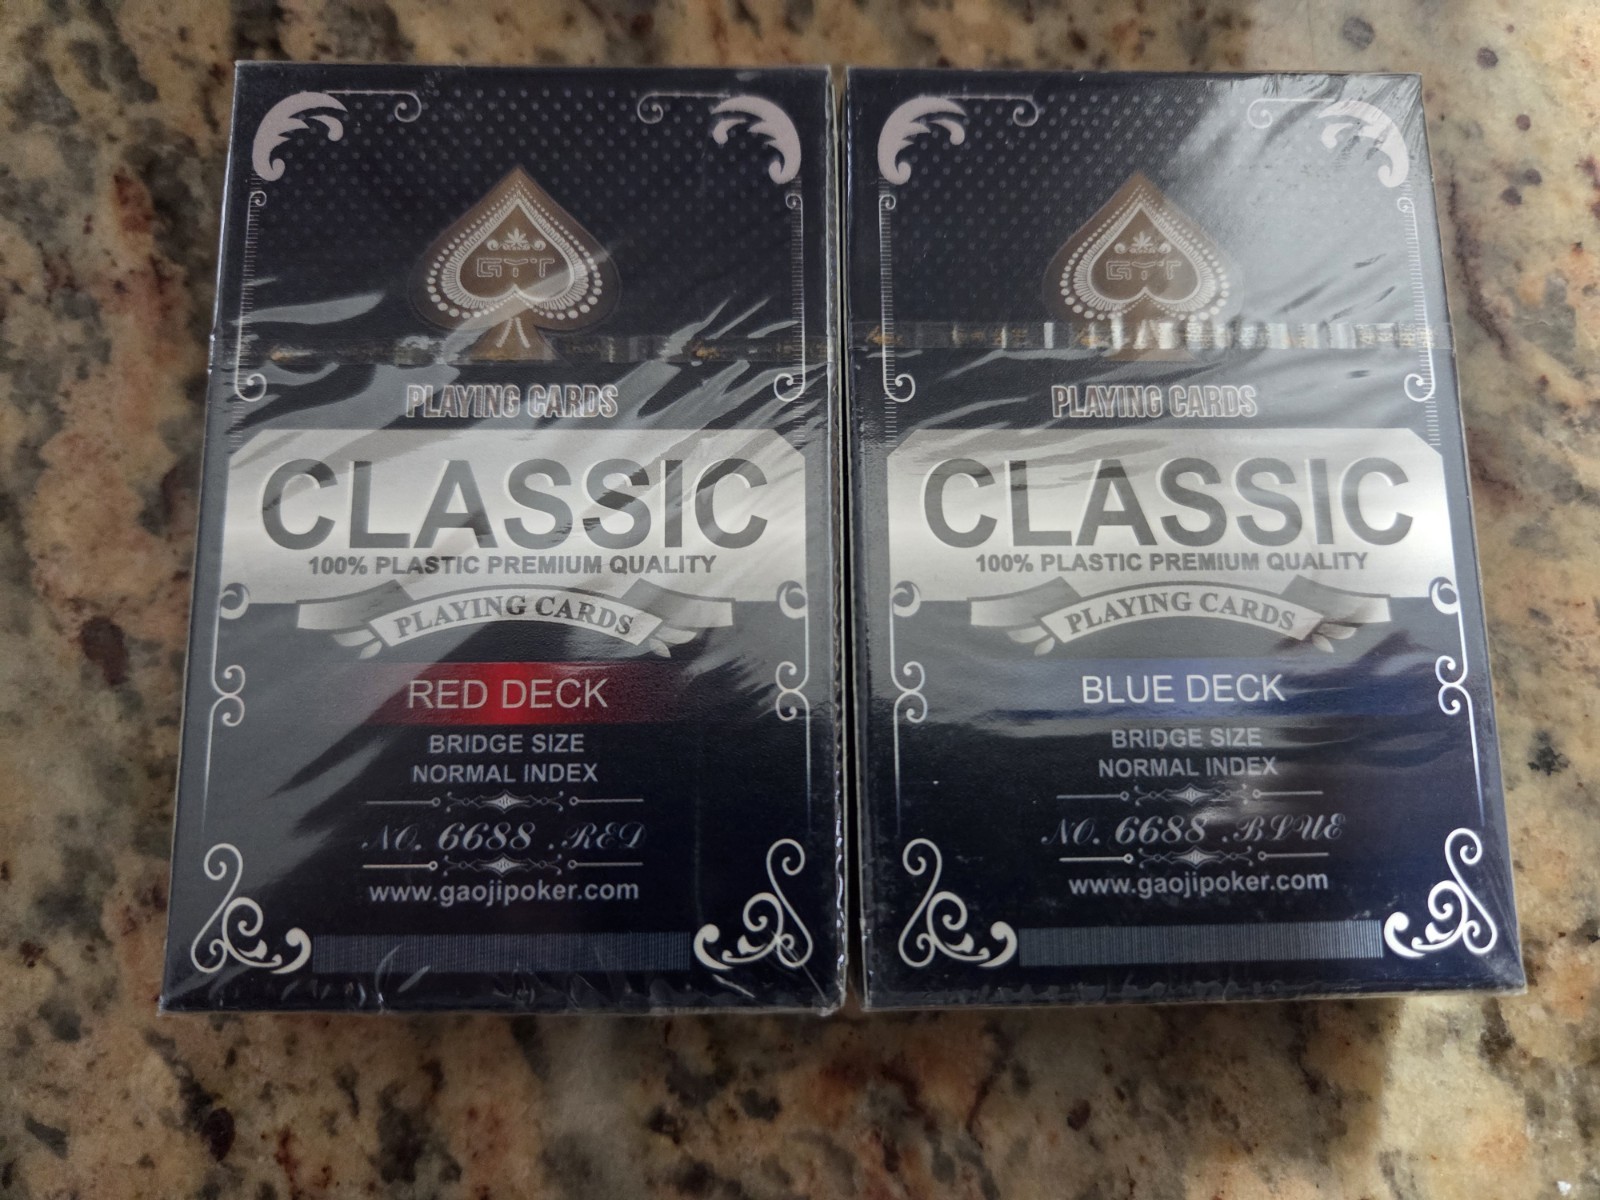 GYT
PLAYING CARDS
CLASSIC
100% PLASTIC PREMIUM QUALITY
PLAYING CARDS
RED DECK
BRIDGE SIZE
NORMAL INDEX
NO. 6688 .RED
www.gaojipoker.com
GYT
PLAYING CARDS
CLASSIC
100% PLASTIC PREMIUM QUALITY
PLAYING CARDS
BLUE DECK
BRIDGE SIZE
NORMAL INDEX
NO. 6688 .BLUE
www.gaojipoker.com